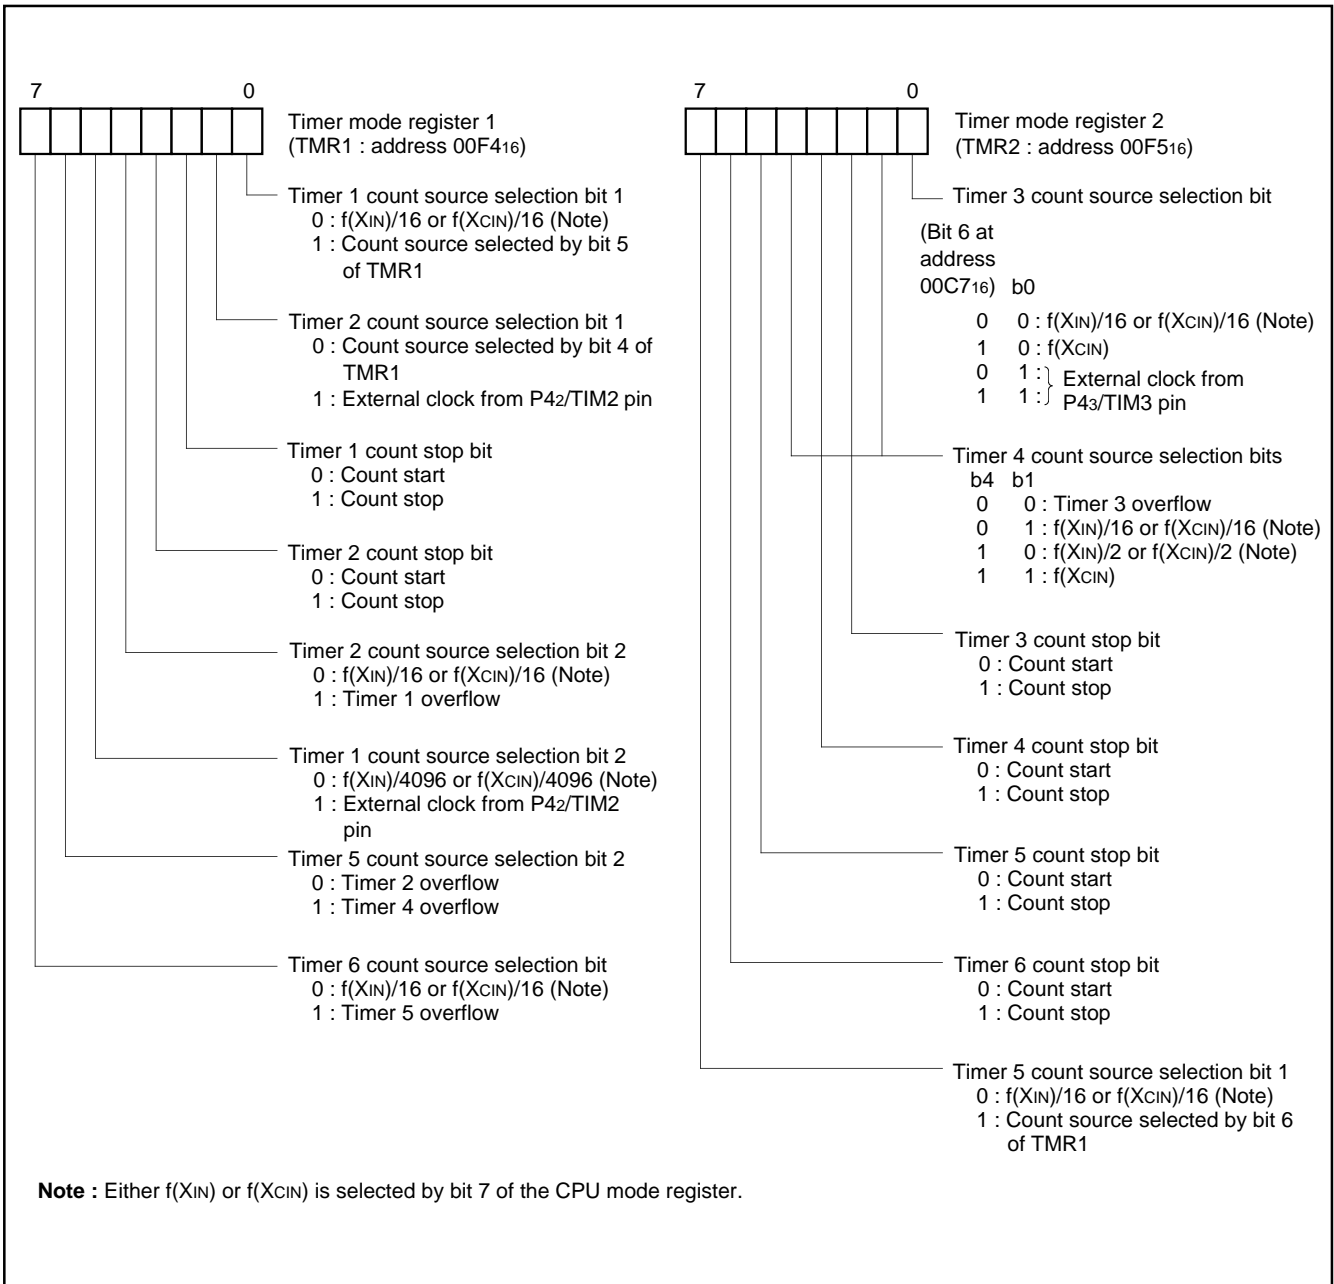 7 0
Timer mode register 1
(TMR1 : address 00F416)
Timer 1 count source selection bit 1
0 : f(XIN)/16 or f(XCIN)/16 (Note)
1 : Count source selected by bit 5
of TMR1
Timer 2 count source selection bit 1
0 : Count source selected by bit 4 of
TMR1
1 : External clock from P42/TIM2 pin
Timer 1 count stop bit
0 : Count start
1 : Count stop
Timer 2 count stop bit
0 : Count start
1 : Count stop
Timer 2 count source selection bit 2
0 : f(XIN)/16 or f(XCIN)/16 (Note)
1 : Timer 1 overflow
Timer 1 count source selection bit 2
0 : f(XIN)/4096 or f(XCIN)/4096 (Note)
1 : External clock from P42/TIM2
pin
Timer 5 count source selection bit 2
0 : Timer 2 overflow
1 : Timer 4 overflow
Timer 6 count source selection bit
0 : f(XIN)/16 or f(XCIN)/16 (Note)
1 : Timer 5 overflow
7 0
Timer mode register 2
(TMR2 : address 00F516)
Timer 3 count source selection bit
(Bit 6 at
address
00C716) b0
0 0 : f(XIN)/16 or f(XCIN)/16 (Note)
1 0 : f(XCIN)
0 1 : External clock from
1 1 : P43/TIM3 pin
Timer 4 count source selection bits
b4 b1
0 0 : Timer 3 overflow
0 1 : f(XIN)/16 or f(XCIN)/16 (Note)
1 0 : f(XIN)/2 or f(XCIN)/2 (Note)
1 1 : f(XCIN)
Timer 3 count stop bit
0 : Count start
1 : Count stop
Timer 4 count stop bit
0 : Count start
1 : Count stop
Timer 5 count stop bit
0 : Count start
1 : Count stop
Timer 6 count stop bit
0 : Count start
1 : Count stop
Timer 5 count source selection bit 1
0 : f(XIN)/16 or f(XCIN)/16 (Note)
1 : Count source selected by bit 6
of TMR1
Note : Either f(XIN) or f(XCIN) is selected by bit 7 of the CPU mode register.